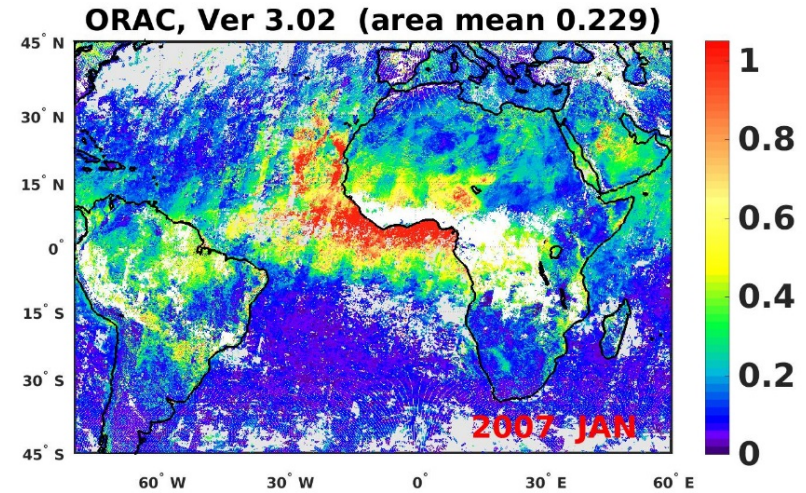 ORAC, Ver 3.02 (area mean 0.229)
45° N
30° N
15° N
0°
15° S
30° S
45° S
60° W
30° W
0°
30° E
60° E
2007 JAN
1
0.8
0.6
0.4
0.2
0